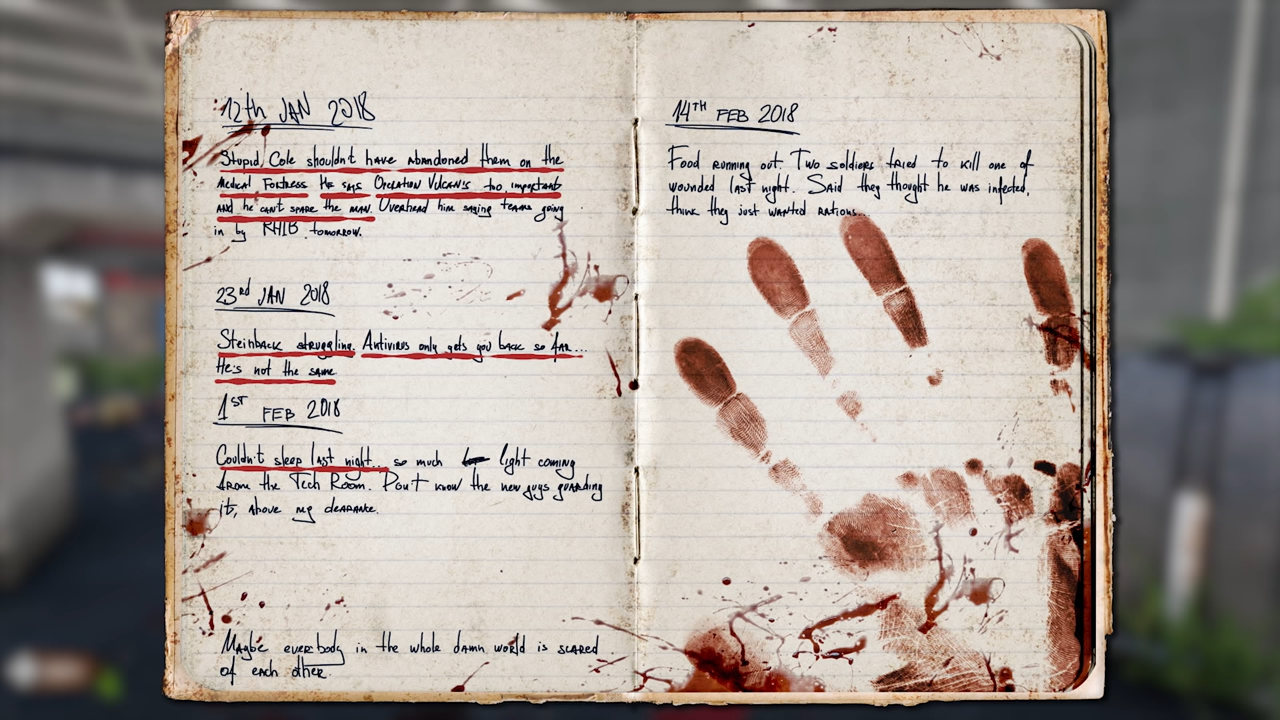 12th JAN 2018
Stupid, Cole shouldn't have abandoned them on the
Medical Fortress He says Operation Vulcan's too important
and he can't spare the man. Overhead him saying teams going
in by RHIB tomorrow.
23rd JAN 2018
Steinback struggling. Antivirus only gets you back so far...
He's not the same
1ST FEB 2018
Couldn't sleep last night... so much light coming
from the Tech Room. Don't know the new guys guarding
it, above my clearance.
Maybe everbody in the whole damn world is scared
of each other
14TH FEB 2018
Food running out Two soldiers tried to kill one of
wounded last night. Said they thought he was infected,
think they just wanted rations...